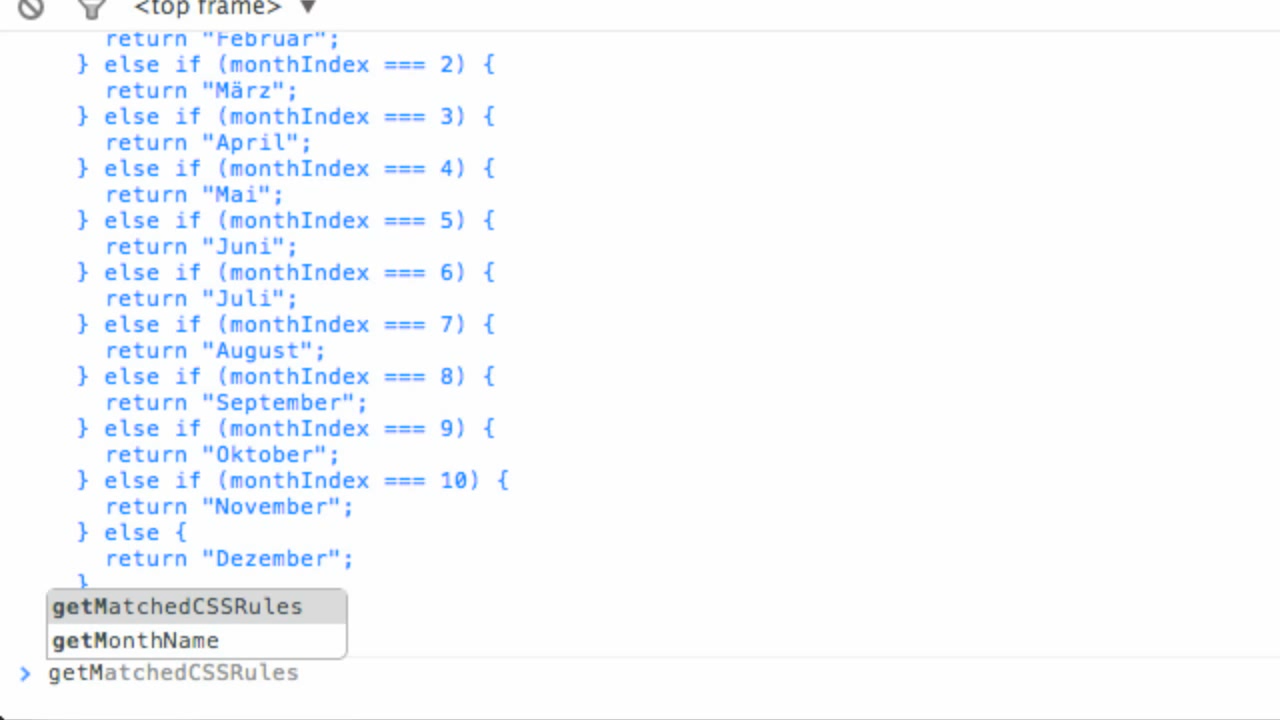 <top frame> ▼
return "Februar";
} else if (monthIndex === 2) {
return "März";
} else if (monthIndex === 3) {
return "April";
} else if (monthIndex === 4) {
return "Mai";
} else if (monthIndex === 5) {
return "Juni";
} else if (monthIndex === 6) {
return "Juli";
} else if (monthIndex === 7) {
return "August";
} else if (monthIndex === 8) {
return "September";
} else if (monthIndex === 9) {
return "Oktober";
} else if (monthIndex === 10) {
return "November";
} else {
return "Dezember";
}
getMatchedCSSRules
getMonthName
> getMatchedCSSRules